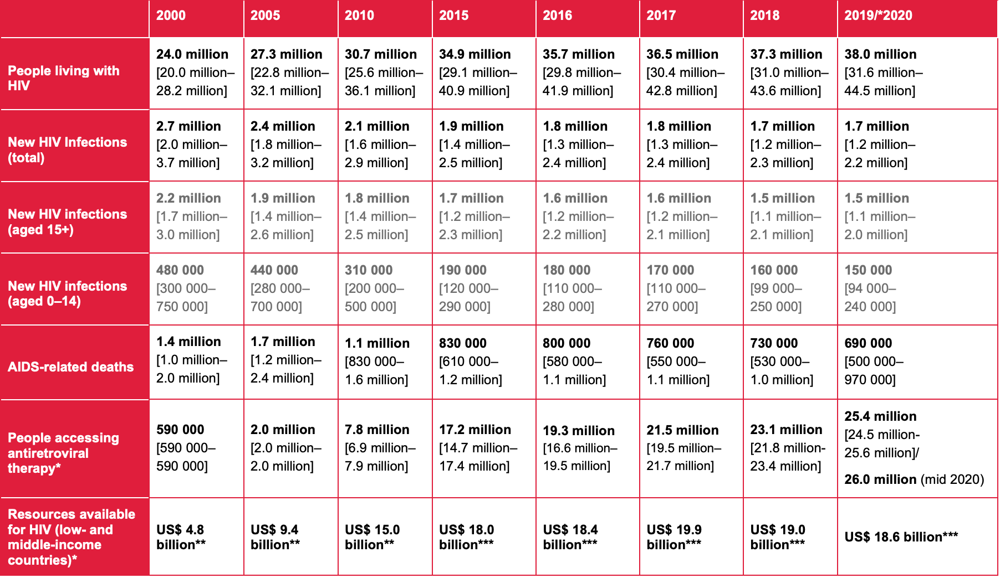 2000
2005
2010
2015
2016
2017
2018
2019/*2020
People living with
HIV
24.0 million
[20.0 million–
28.2 million]
27.3 million
[22.8 million–
32.1 million]
30.7 million
[25.6 million–
36.1 million]
34.9 million
[29.1 million–
40.9 million]
35.7 million
[29.8 million–
41.9 million]
36.5 million
[30.4 million–
42.8 million]
37.3 million
[31.0 million–
43.6 million]
38.0 million
[31.6 million–
44.5 million]
New HIV Infections
(total)
2.7 million
[2.0 million–
3.7 million]
2.4 million
[1.8 million–
3.2 million]
2.1 million
[1.6 million–
2.9 million]
1.9 million
[1.4 million–
2.5 million]
1.8 million
[1.3 million–
2.4 million]
1.8 million
[1.3 million–
2.4 million]
1.7 million
[1.2 million–
2.3 million]
1.7 million
[1.2 million–
2.2 million]
New HIV infections
(aged 15+)
2.2 million
[1.7 million–
3.0 million]
1.9 million
[1.4 million–
2.6 million]
1.8 million
[1.4 million–
2.5 million]
1.7 million
[1.2 million–
2.3 million]
1.6 million
[1.2 million–
2.2 million]
1.6 million
[1.2 million–
2.1 million]
1.5 million
[1.1 million–
2.1 million]
1.5 million
[1.1 million–
2.0 million]
New HIV infections
(aged 0–14)
480 000
[300 000–
750 000]
440 000
[280 000–
700 000]
310 000
[200 000–
500 000]
190 000
[120 000–
290 000]
180 000
[110 000–
280 000]
170 000
[110 000–
270 000]
160 000
[99 000–
250 000]
150 000
[94 000–
240 000]
AIDS-related deaths
1.4 million
[1.0 million–
2.0 million]
1.7 million
[1.2 million–
2.4 million]
1.1 million
[830 000–
1.6 million]
830 000
[610 000–
1.2 million]
800 000
[580 000–
1.1 million]
760 000
[550 000–
1.1 million]
730 000
[530 000–
1.0 million]
690 000
[500 000–
970 000]
People accessing
antiretroviral
therapy*
590 000
[590 000–
590 000]
2.0 million
[2.0 million–
2.0 million]
7.8 million
[6.9 million–
7.9 million]
17.2 million
[14.7 million–
17.4 million]
19.3 million
[16.6 million–
19.5 million]
21.5 million
[19.5 million–
21.7 million]
23.1 million
[21.8 million-
23.4 million]
25.4 million
[24.5 million-
25.6 million]/
26.0 million (mid 2020)
Resources available
for HIV (low- and
middle-income
countries)*
US$ 4.8
billion**
US$ 9.4
billion**
US$ 15.0
billion**
US$ 18.0
billion***
US$ 18.4
billion***
US$ 19.9
billion***
US$ 19.0
billion***
US$ 18.6 billion***